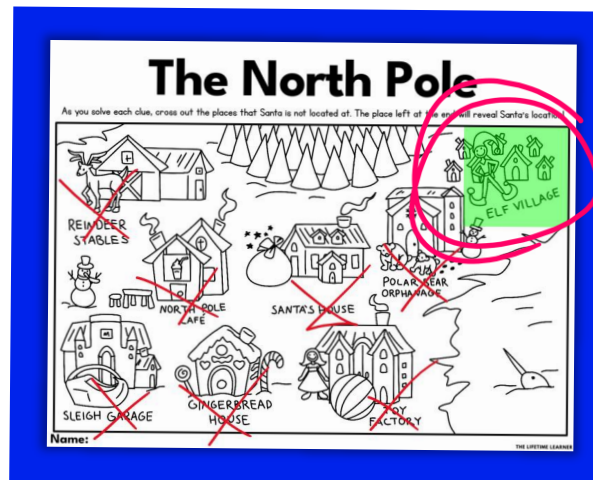 The North Pole
As you solve each clue, cross out the places that Santa is not located at. The place left at the end will reveal Santa's location!
ELF VILLAGE
REINDEER
STABLES
POLAR BEAR
ORPHANAGE
NORTH POLE
CAFÉ
SANTA'S HOUSE
SLEIGH GARAGE
GINGERBREAD
HOUSE
TOY
FACTORY
Name:
THE LIFETIME LEARNER